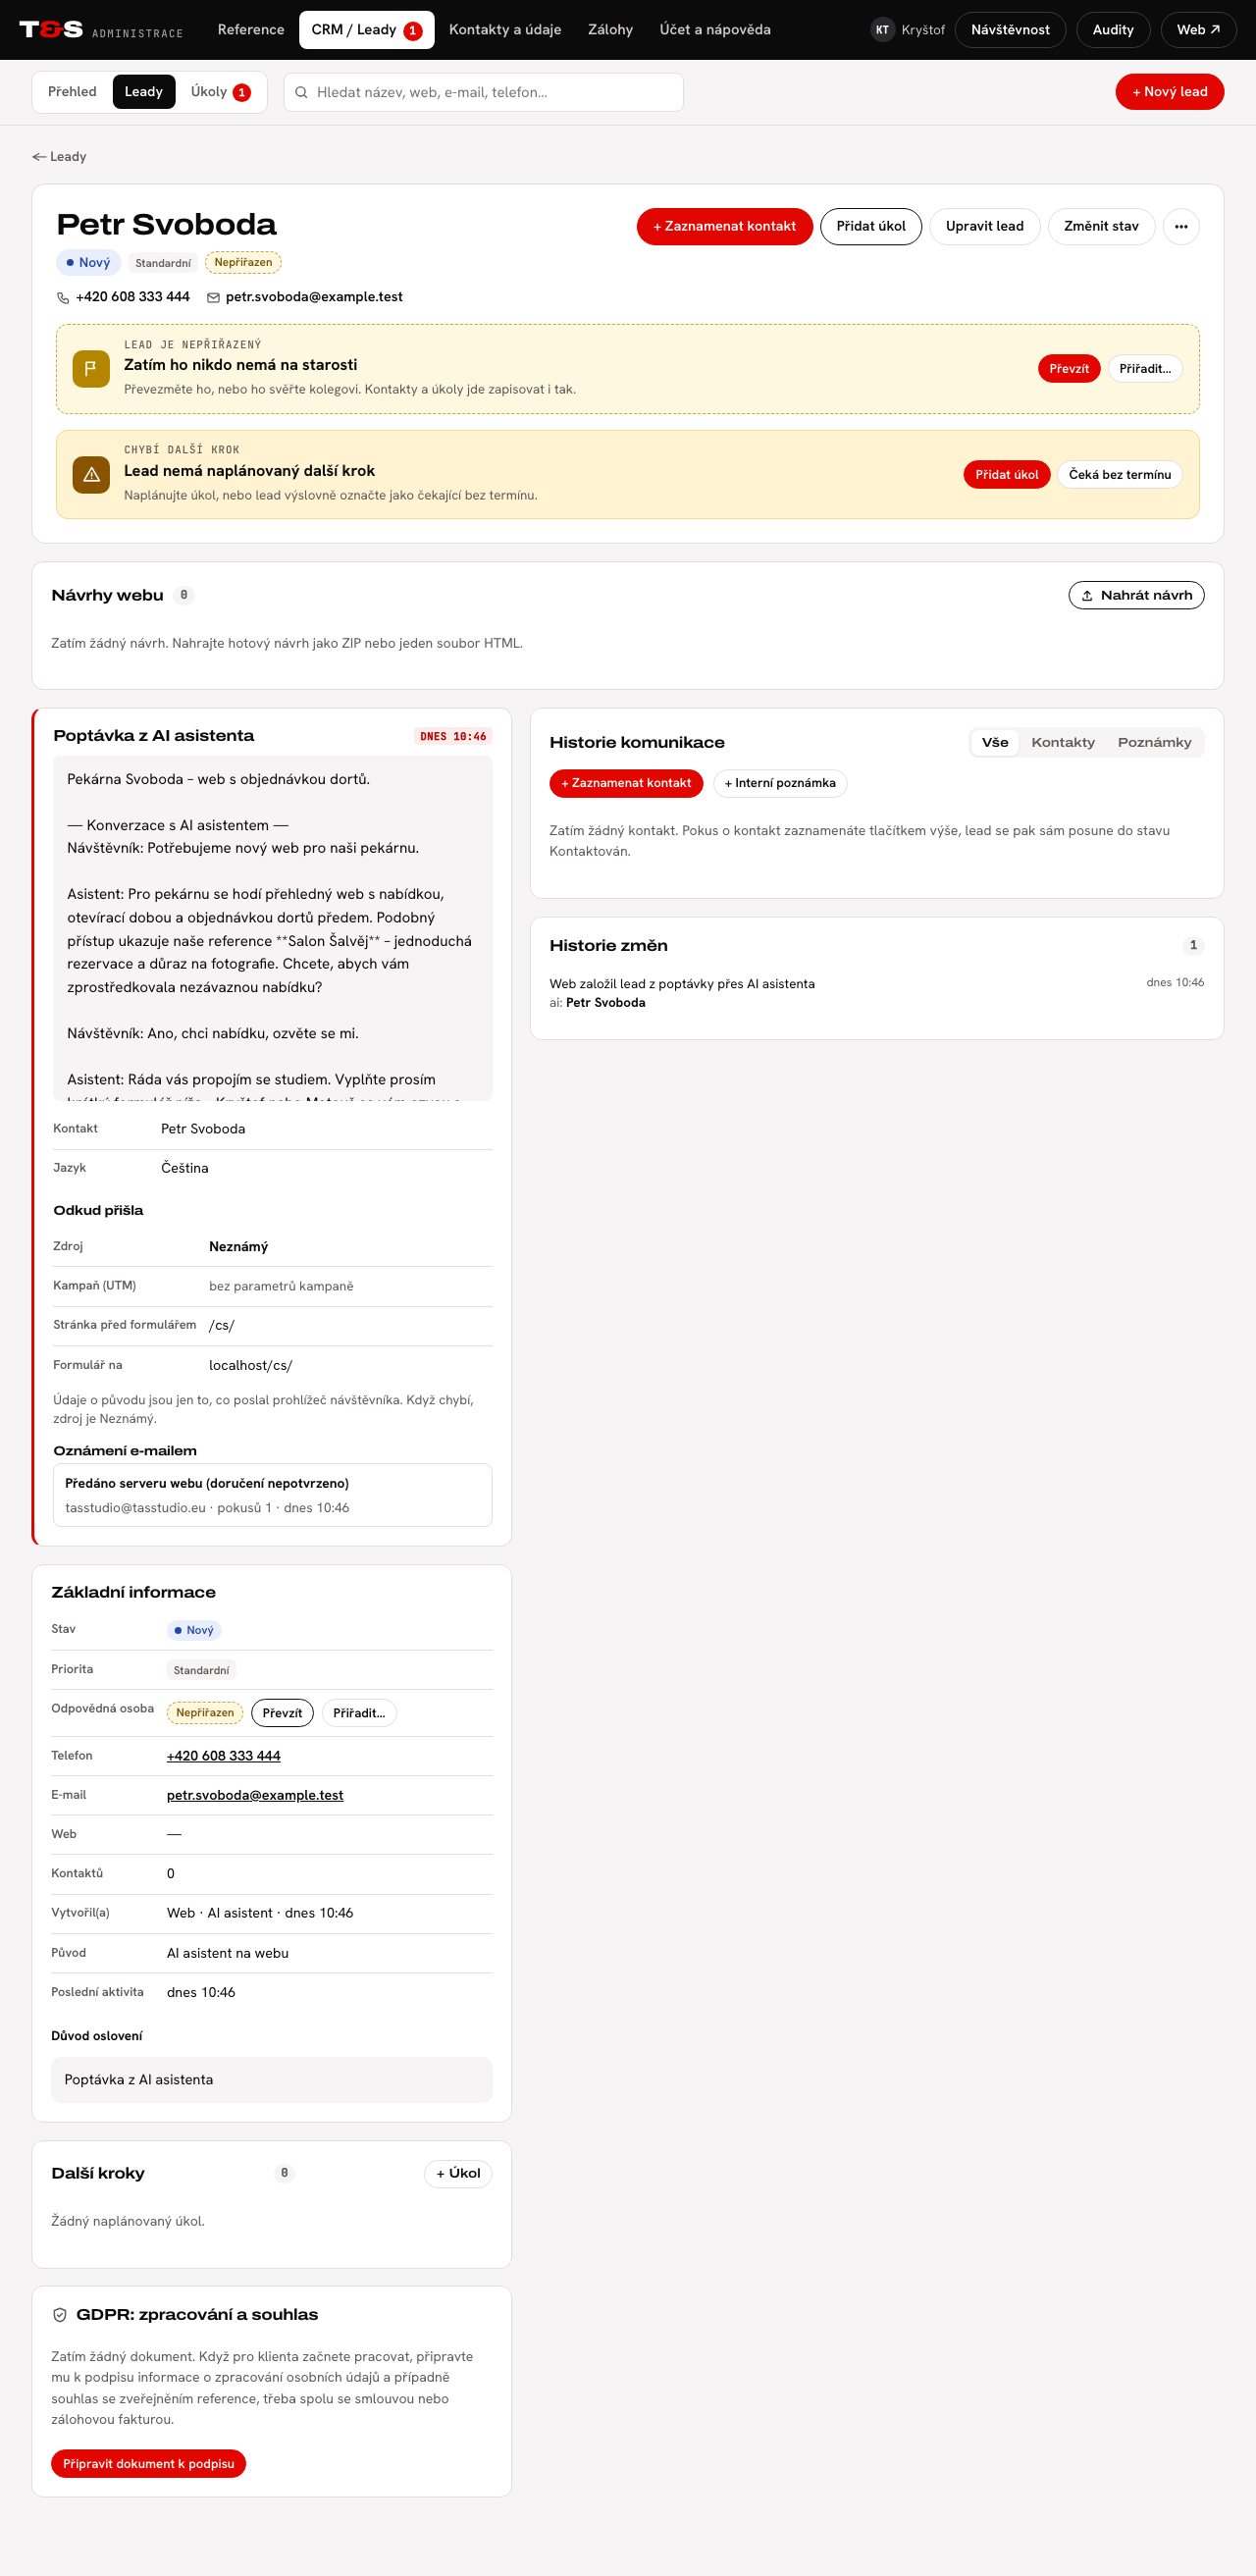 T&S ADMINISTRACE
Reference
CRM / Leady 1
Kontakty a údaje
Zálohy
Účet a nápověda
KT Kryštof
Návštěvnost
Audity
Web ↗
Přehled
Leady
Úkoly 1
Hledat název, web, e-mail, telefon…
+ Nový lead
← Leady
Petr Svoboda
+ Zaznamenat kontakt
Přidat úkol
Upravit lead
Změnit stav
•••
Nový
Standardní
Nepřiřazen
+420 608 333 444
petr.svoboda@example.test
LEAD JE NEPŘIŘAZENÝ
Zatím ho nikdo nemá na starosti
Převezměte ho, nebo ho svěřte kolegovi. Kontakty a úkoly jde zapisovat i tak.
Převzít
Přiřadit…
CHYBÍ DALŠÍ KROK
Lead nemá naplánovaný další krok
Naplánujte úkol, nebo lead výslovně označte jako čekající bez termínu.
Přidat úkol
Čeká bez termínu
Návrhy webu 0
Nahrát návrh
Zatím žádný návrh. Nahrajte hotový návrh jako ZIP nebo jeden soubor HTML.
Poptávka z AI asistenta
DNES 10:46
Pekárna Svoboda – web s objednávkou dortů.
— Konverzace s AI asistentem —
Návštěvník: Potřebujeme nový web pro naši pekárnu.
Asistent: Pro pekárnu se hodí přehledný web s nabídkou,
otevírací dobou a objednávkou dortů předem. Podobný
přístup ukazuje naše reference **Salon Šalvěj** – jednoduchá
rezervace a důraz na fotografie. Chcete, abych vám
zprostředkovala nezávaznou nabídku?
Návštěvník: Ano, chci nabídku, ozvěte se mi.
Asistent: Ráda vás propojím se studiem. Vyplňte prosím
Kontakt Petr Svoboda
Jazyk Čeština
Odkud přišla
Zdroj Neznámý
Kampaň (UTM) bez parametrů kampaně
Stránka před formulářem /cs/
Formulář na localhost/cs/
Údaje o původu jsou jen to, co poslal prohlížeč návštěvníka. Když chybí,
zdroj je Neznámý.
Oznámení e-mailem
Předáno serveru webu (doručení nepotvrzeno)
tasstudio@tasstudio.eu · pokusů 1 · dnes 10:46
Historie komunikace
Vše
Kontakty
Poznámky
+ Zaznamenat kontakt
+ Interní poznámka
Zatím žádný kontakt. Pokus o kontakt zaznamenáte tlačítkem výše, lead se pak sám posune do stavu
Kontaktován.
Historie změn 1
Web založil lead z poptávky přes AI asistenta dnes 10:46
ai: Petr Svoboda
Základní informace
Stav Nový
Priorita Standardní
Odpovědná osoba Nepřiřazen Převzít Přiřadit…
Telefon +420 608 333 444
E-mail petr.svoboda@example.test
Web —
Kontaktů 0
Vytvořil(a) Web · AI asistent · dnes 10:46
Původ AI asistent na webu
Poslední aktivita dnes 10:46
Důvod oslovení
Poptávka z AI asistenta
Další kroky 0 + Úkol
Žádný naplánovaný úkol.
GDPR: zpracování a souhlas
Zatím žádný dokument. Když pro klienta začnete pracovat, připravte
mu k podpisu informace o zpracování osobních údajů a případně
souhlas se zveřejněním reference, třeba spolu se smlouvou nebo
zálohovou fakturou.
Připravit dokument k podpisu